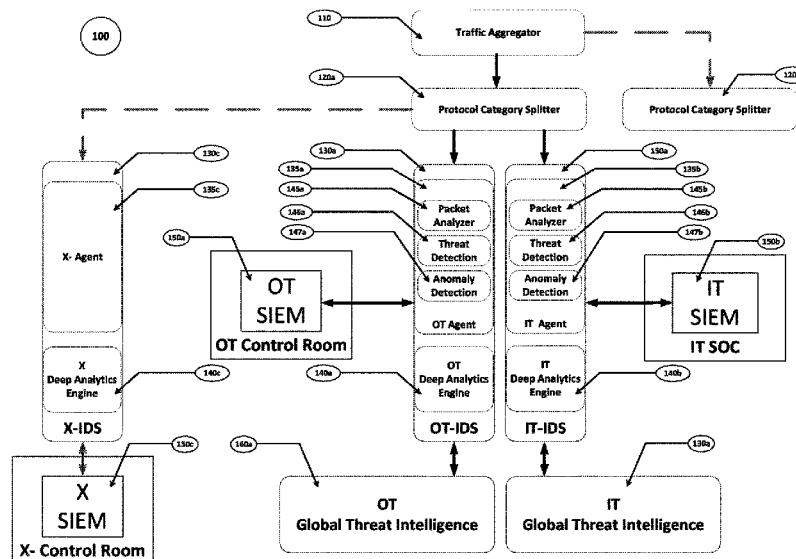 100
110
Traffic Aggregator
120a
Protocol Category Splitter
120
Protocol Category Splitter
130c
135c
X- Agent
X
Deep Analytics
Engine
140c
X-IDS
150c
X
SIEM
X- Control Room
150a
OT
SIEM
OT Control Room
130a
135a
145a
146a
147a
Packet
Analyzer
Threat
Detection
Anomaly
Detection
OT Agent
OT
Deep Analytics
Engine
140a
OT-IDS
150a
135b
145b
146b
147b
Packet
Analyzer
Threat
Detection
Anomaly
Detection
IT Agent
IT
Deep Analytics
Engine
140b
IT-IDS
150b
IT
SIEM
IT SOC
160a
OT
Global Threat Intelligence
130a
IT
Global Threat Intelligence